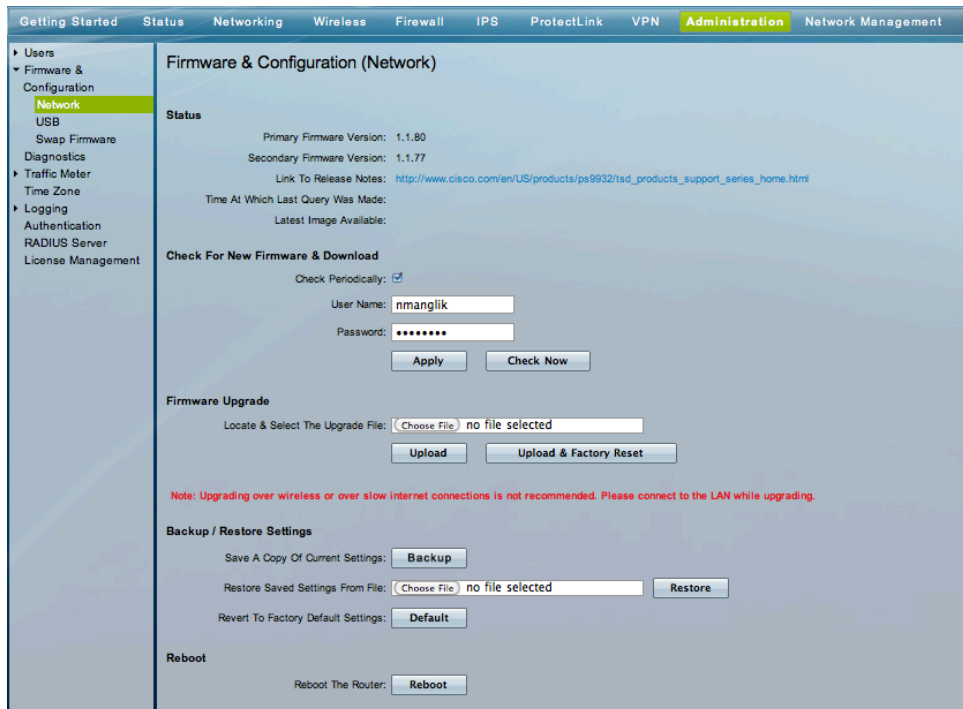 Getting Started Status Networking Wireless Firewall IPS ProtectLink VPN Administration Network Management
Users
Firmware &
Configuration
Network
USB
Swap Firmware
Diagnostics
Traffic Meter
Time Zone
Logging
Authentication
RADIUS Server
License Management
Firmware & Configuration (Network)
Status
Primary Firmware Version: 1.1.80
Secondary Firmware Version: 1.1.77
Link To Release Notes: http://www.cisco.com/en/US/products/ps9932/tsd_products_support_series_home.html
Time At Which Last Query Was Made:
Latest Image Available:
Check For New Firmware & Download
Check Periodically:
User Name: nmanglik
Password: ••••••••
Apply Check Now
Firmware Upgrade
Locate & Select The Upgrade File: Choose File no file selected
Upload Upload & Factory Reset
Note: Upgrading over wireless or over slow internet connections is not recommended. Please connect to the LAN while upgrading.
Backup / Restore Settings
Save A Copy Of Current Settings: Backup
Restore Saved Settings From File: Choose File no file selected Restore
Revert To Factory Default Settings: Default
Reboot
Reboot The Router: Reboot